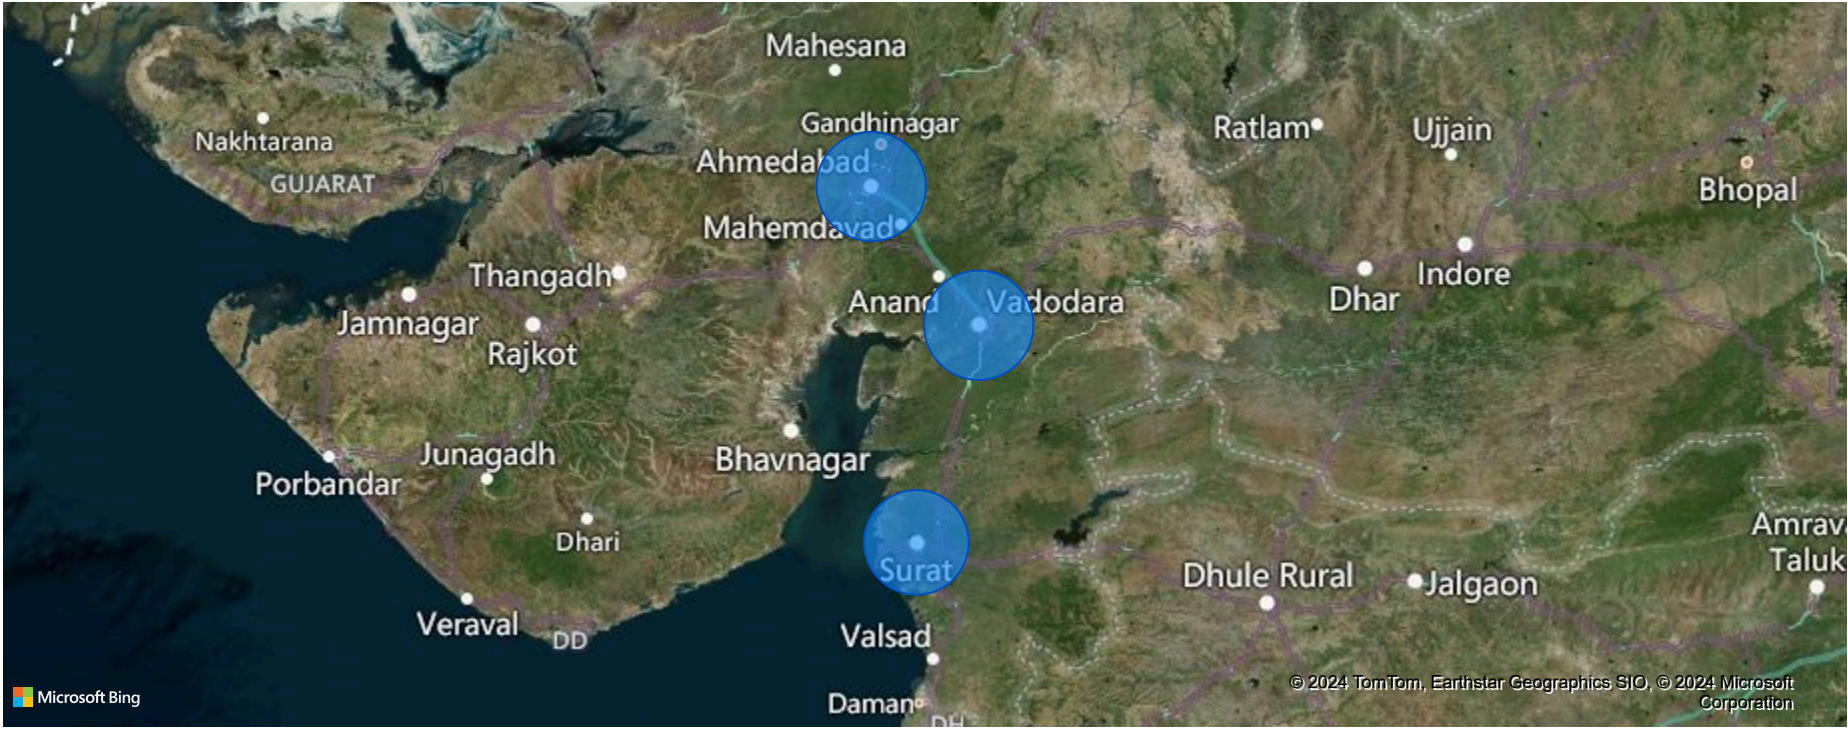 Mahesana
Gandhinagar
Nakhtarana
Ratlam
Ujjain
Ahmedabad
GUJARAT
Bhopal
Mahemdavad
Thangadh
Indore
Anand
Vadodara
Dhar
Jamnagar
Rajkot
Junagadh
Bhavnagar
Porbandar
Amrav
Taluk
Dhari
Surat
Dhule Rural
Jalgaon
Veraval
DD
Valsad
Daman
DH
Microsoft Bing
© 2024 TomTom, Earthstar Geographics SIO, © 2024 Microsoft
Corporation